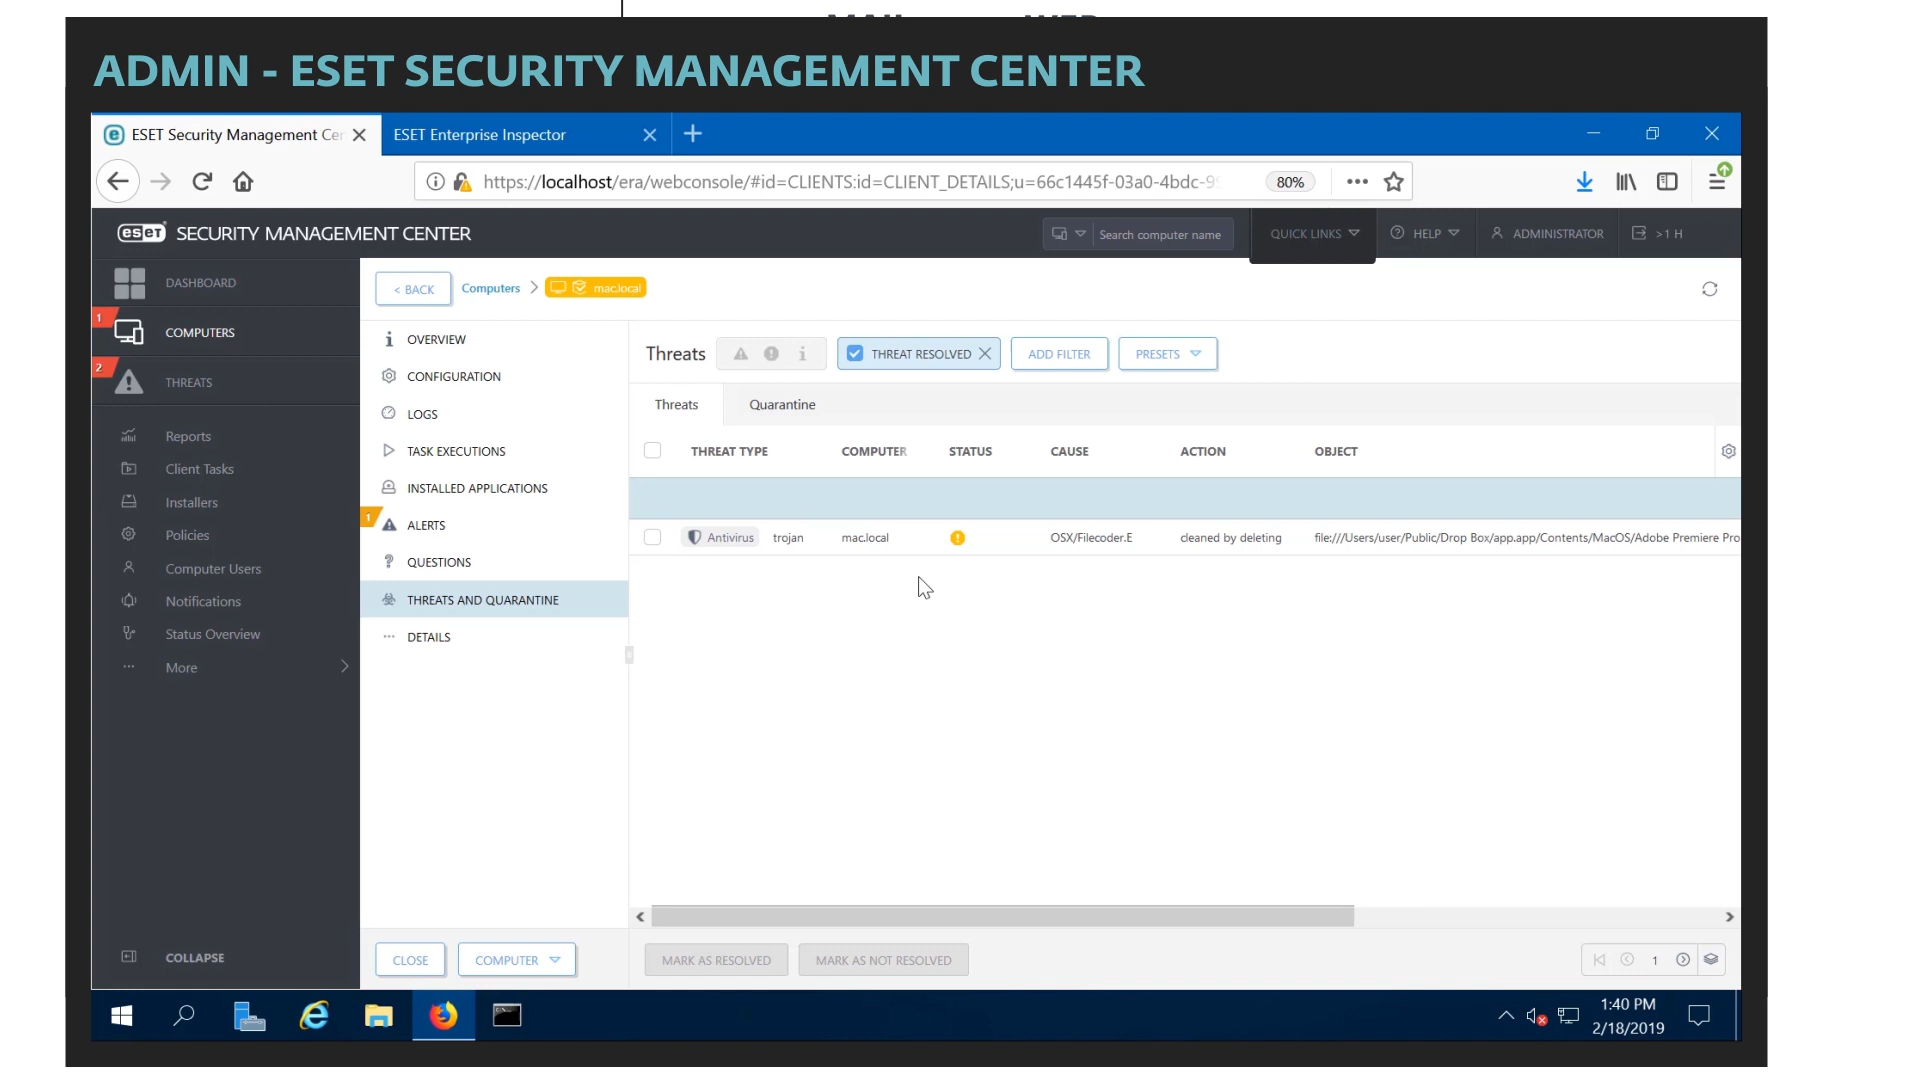 ADMIN - ESET SECURITY MANAGEMENT CENTER
ESET Security Management Cer
ESET Enterprise Inspector
https://localhost/era/webconsole/#id=CLIENTS:id=CLIENT_DETAILS;u=66c1445f-03a0-4bdc-9
80%
eset SECURITY MANAGEMENT CENTER
Search computer name
QUICK LINKS
HELP
ADMINISTRATOR
>1 H
DASHBOARD
1
COMPUTERS
2
THREATS
Reports
Client Tasks
Installers
Policies
Computer Users
Notifications
Status Overview
More
COLLAPSE
< BACK
Computers
mac.local
OVERVIEW
CONFIGURATION
LOGS
TASK EXECUTIONS
INSTALLED APPLICATIONS
1
ALERTS
QUESTIONS
THREATS AND QUARANTINE
DETAILS
CLOSE
COMPUTER
Threats
THREAT RESOLVED
ADD FILTER
PRESETS
Threats
Quarantine
THREAT TYPE COMPUTER STATUS CAUSE ACTION OBJECT
Antivirus trojan mac.local OSX/Filecoder.E cleaned by deleting file:///Users/user/Public/Drop Box/app.app/Contents/MacOS/Adobe Premiere Pro
MARK AS RESOLVED
MARK AS NOT RESOLVED
1
1:40 PM
2/18/2019